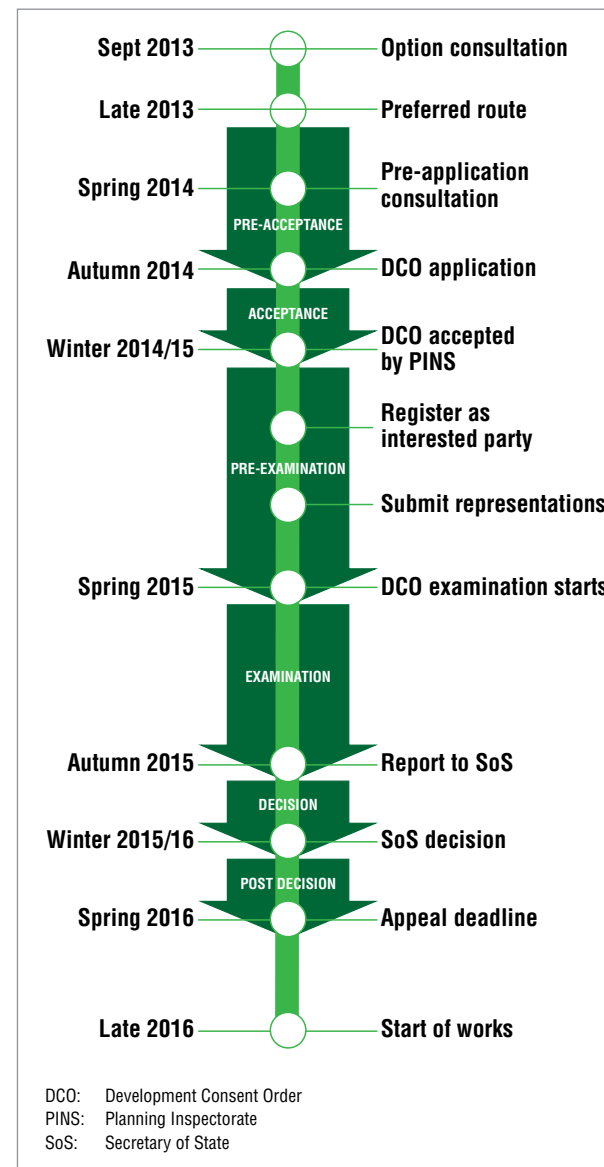 Sept 2013 Option consultation
Late 2013 Preferred route
Spring 2014 Pre-application
consultation
PRE-ACCEPTANCE
Autumn 2014 DCO application
ACCEPTANCE
Winter 2014/15 DCO accepted
by PINS
Register as
interested party
PRE-EXAMINATION
Submit representations
Spring 2015 DCO examination starts
EXAMINATION
Autumn 2015 Report to SoS
DECISION
Winter 2015/16 SoS decision
POST DECISION
Spring 2016 Appeal deadline
Late 2016 Start of works
DCO: Development Consent Order
PINS: Planning Inspectorate
SoS: Secretary of State